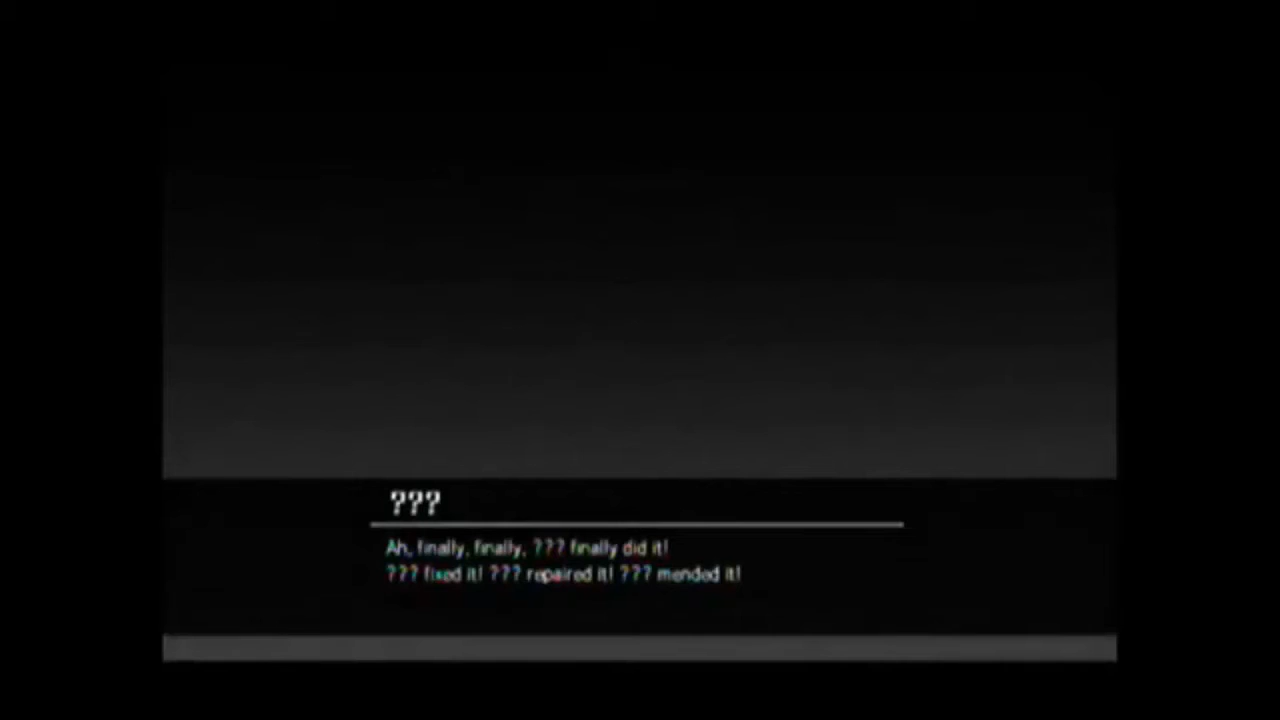 ???
Ah, finally, finally, ??? finally did it!
??? fixed it! ??? repaired it! ??? mended it!